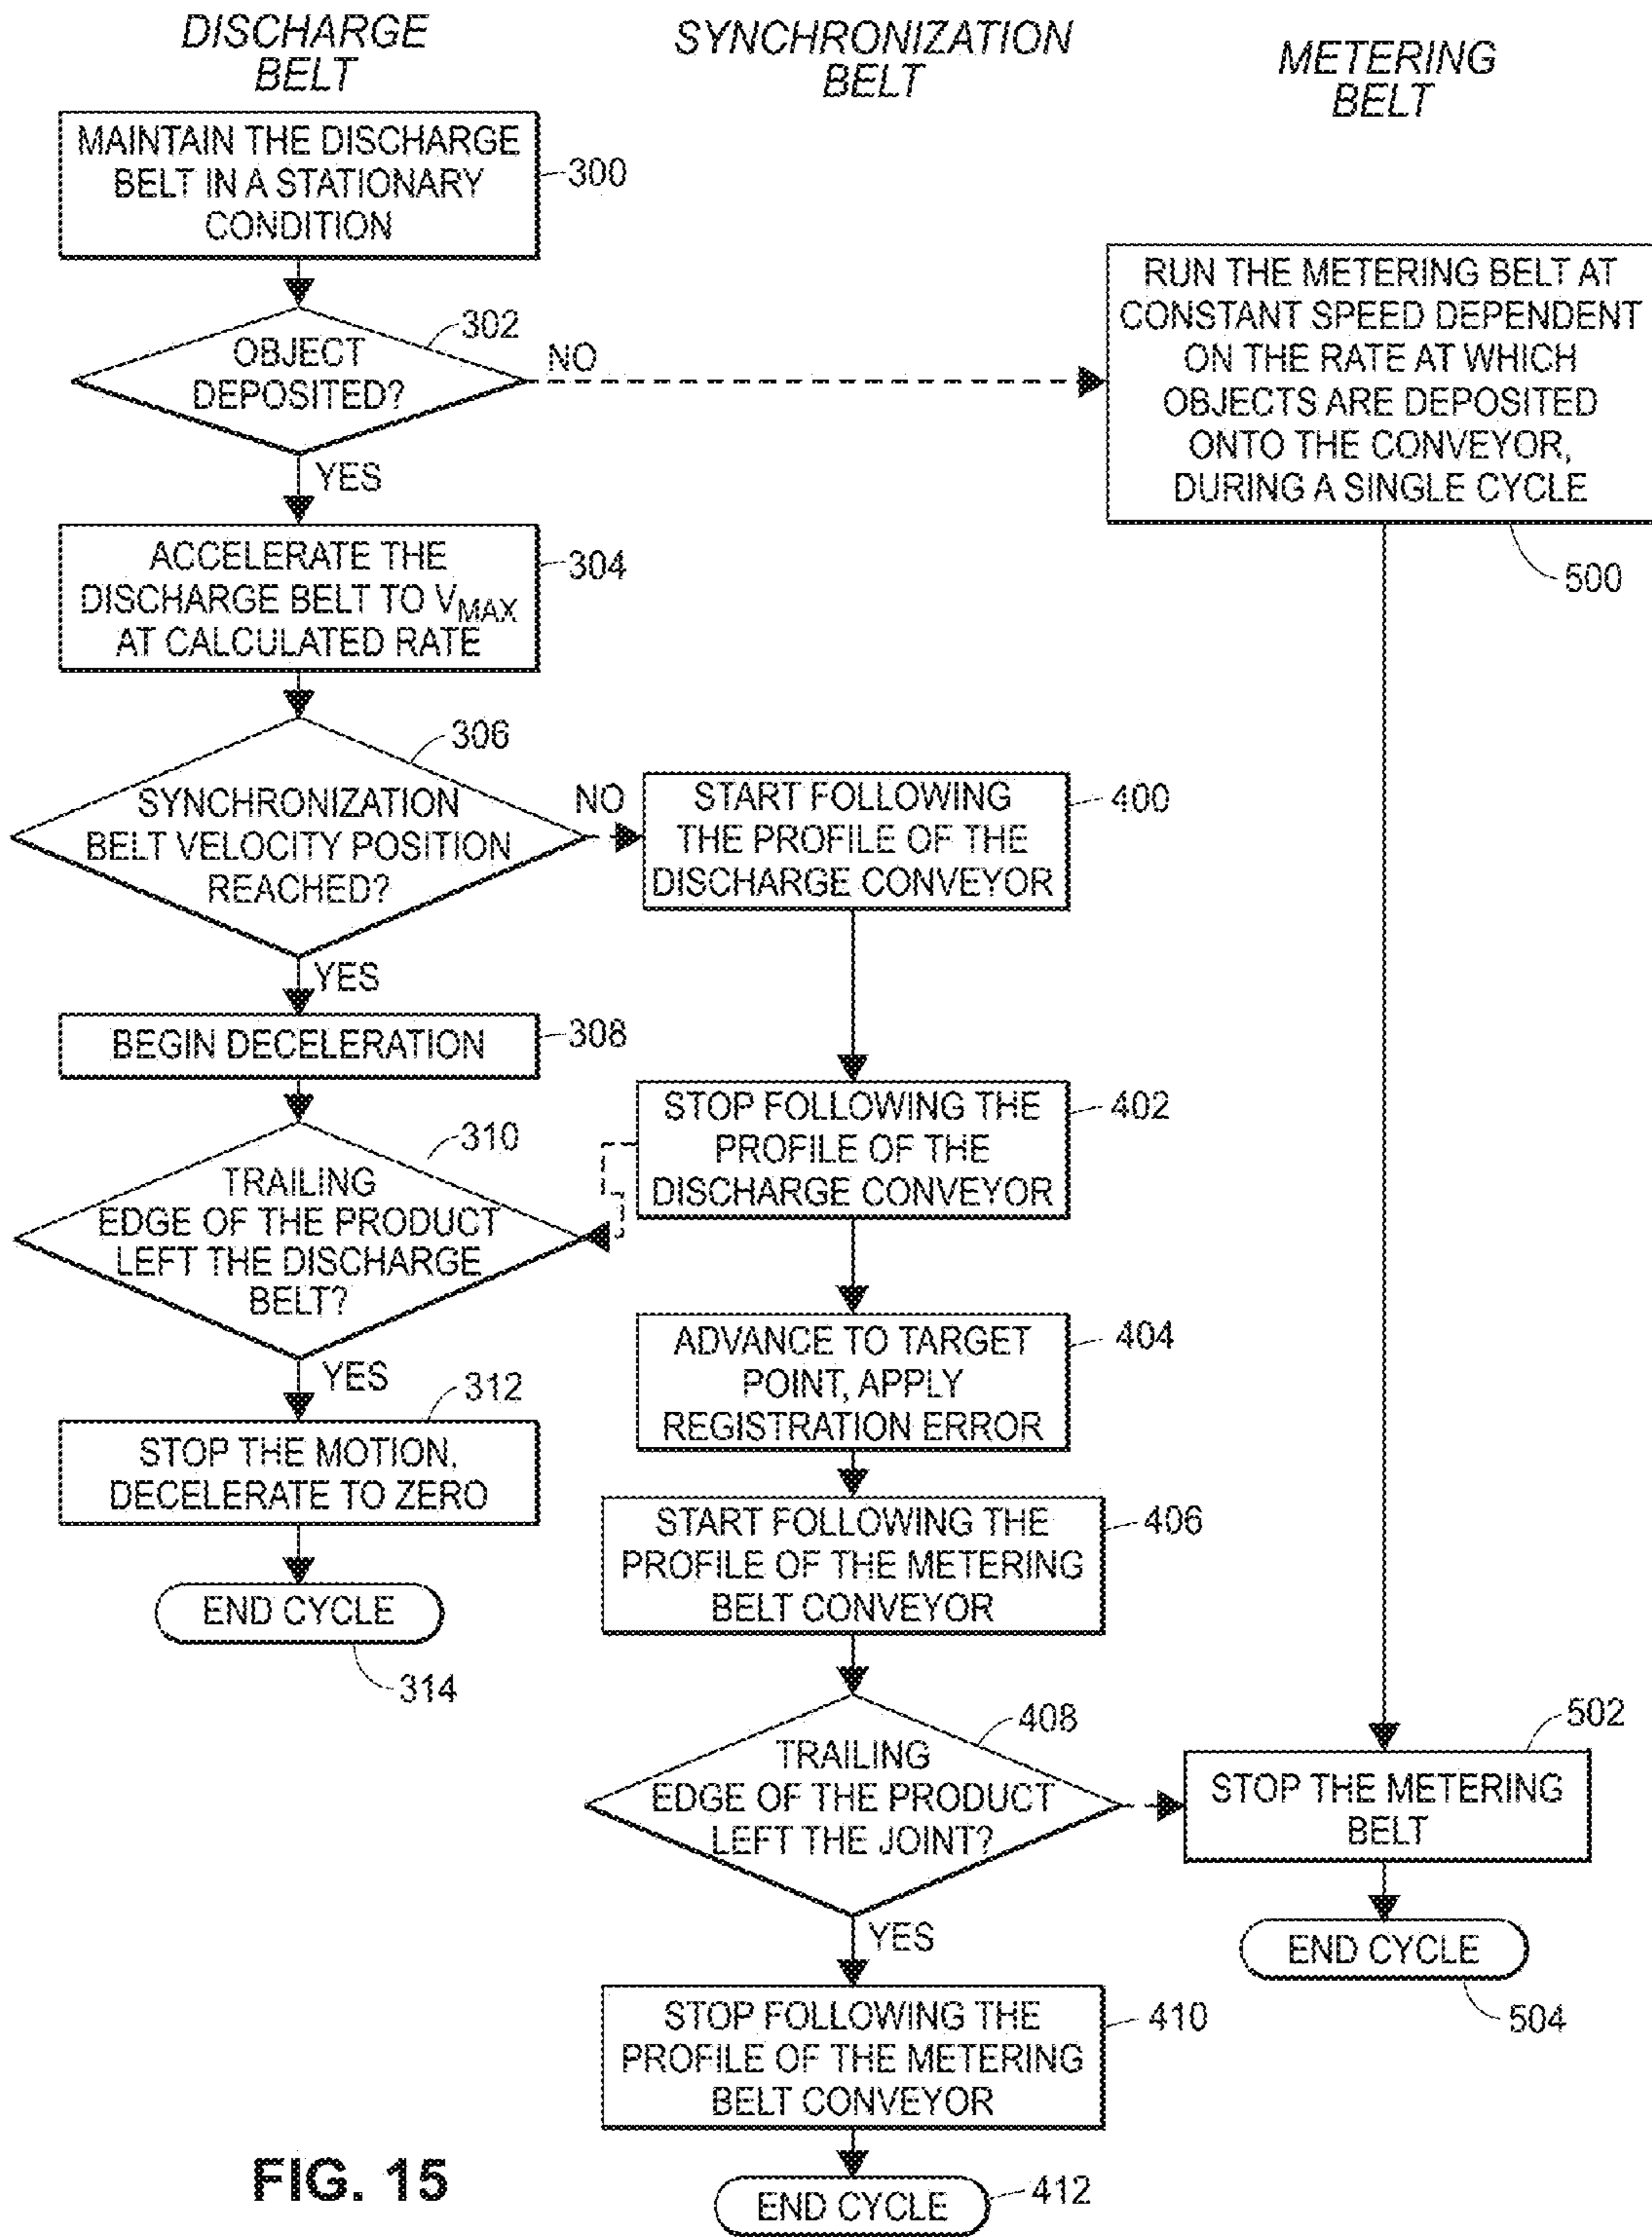 DISCHARGE
BELT
SYNCHRONIZATION
BELT
METERING
BELT
MAINTAIN THE DISCHARGE
BELT IN A STATIONARY
CONDITION
300
302
OBJECT
DEPOSITED?
NO
YES
RUN THE METERING BELT AT
CONSTANT SPEED DEPENDENT
ON THE RATE AT WHICH
OBJECTS ARE DEPOSITED
ONTO THE CONVEYOR,
DURING A SINGLE CYCLE
500
ACCELERATE THE
DISCHARGE BELT TO VMAX
AT CALCULATED RATE
304
306
SYNCHRONIZATION
BELT VELOCITY POSITION
REACHED?
NO
YES
START FOLLOWING
THE PROFILE OF THE
DISCHARGE CONVEYOR
400
BEGIN DECELERATION
308
310
TRAILING
EDGE OF THE PRODUCT
LEFT THE DISCHARGE
BELT?
YES
STOP FOLLOWING THE
PROFILE OF THE
DISCHARGE CONVEYOR
402
ADVANCE TO TARGET
POINT, APPLY
REGISTRATION ERROR
404
312
STOP THE MOTION,
DECELERATE TO ZERO
END CYCLE
314
START FOLLOWING THE
PROFILE OF THE METERING
BELT CONVEYOR
406
408
TRAILING
EDGE OF THE PRODUCT
LEFT THE JOINT?
YES
502
STOP THE METERING
BELT
END CYCLE
504
STOP FOLLOWING THE
PROFILE OF THE METERING
BELT CONVEYOR
410
END CYCLE
412
FIG. 15